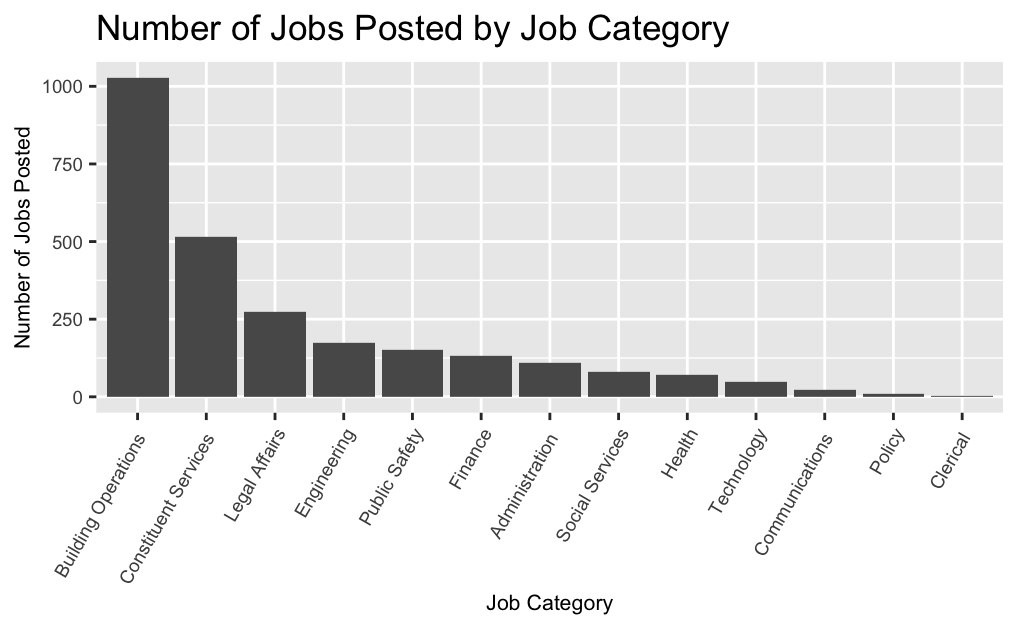 Number of Jobs Posted by Job Category
Number of Jobs Posted
1000
750
500
250
0
Building Operations
Constituent Services
Legal Affairs
Engineering
Public Safety
Finance
Administration
Social Services
Health
Technology
Communications
Policy
Clerical
Job Category